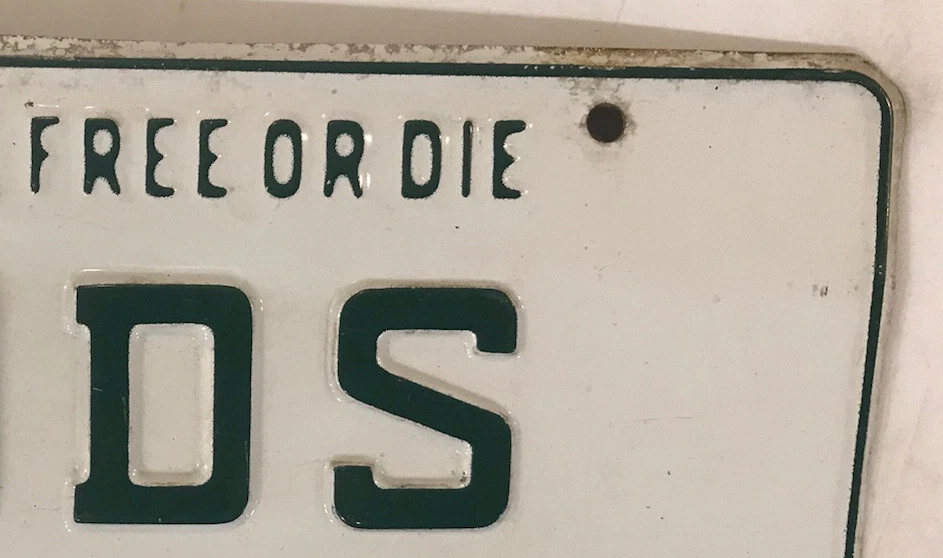 FREE OR DIE
DS